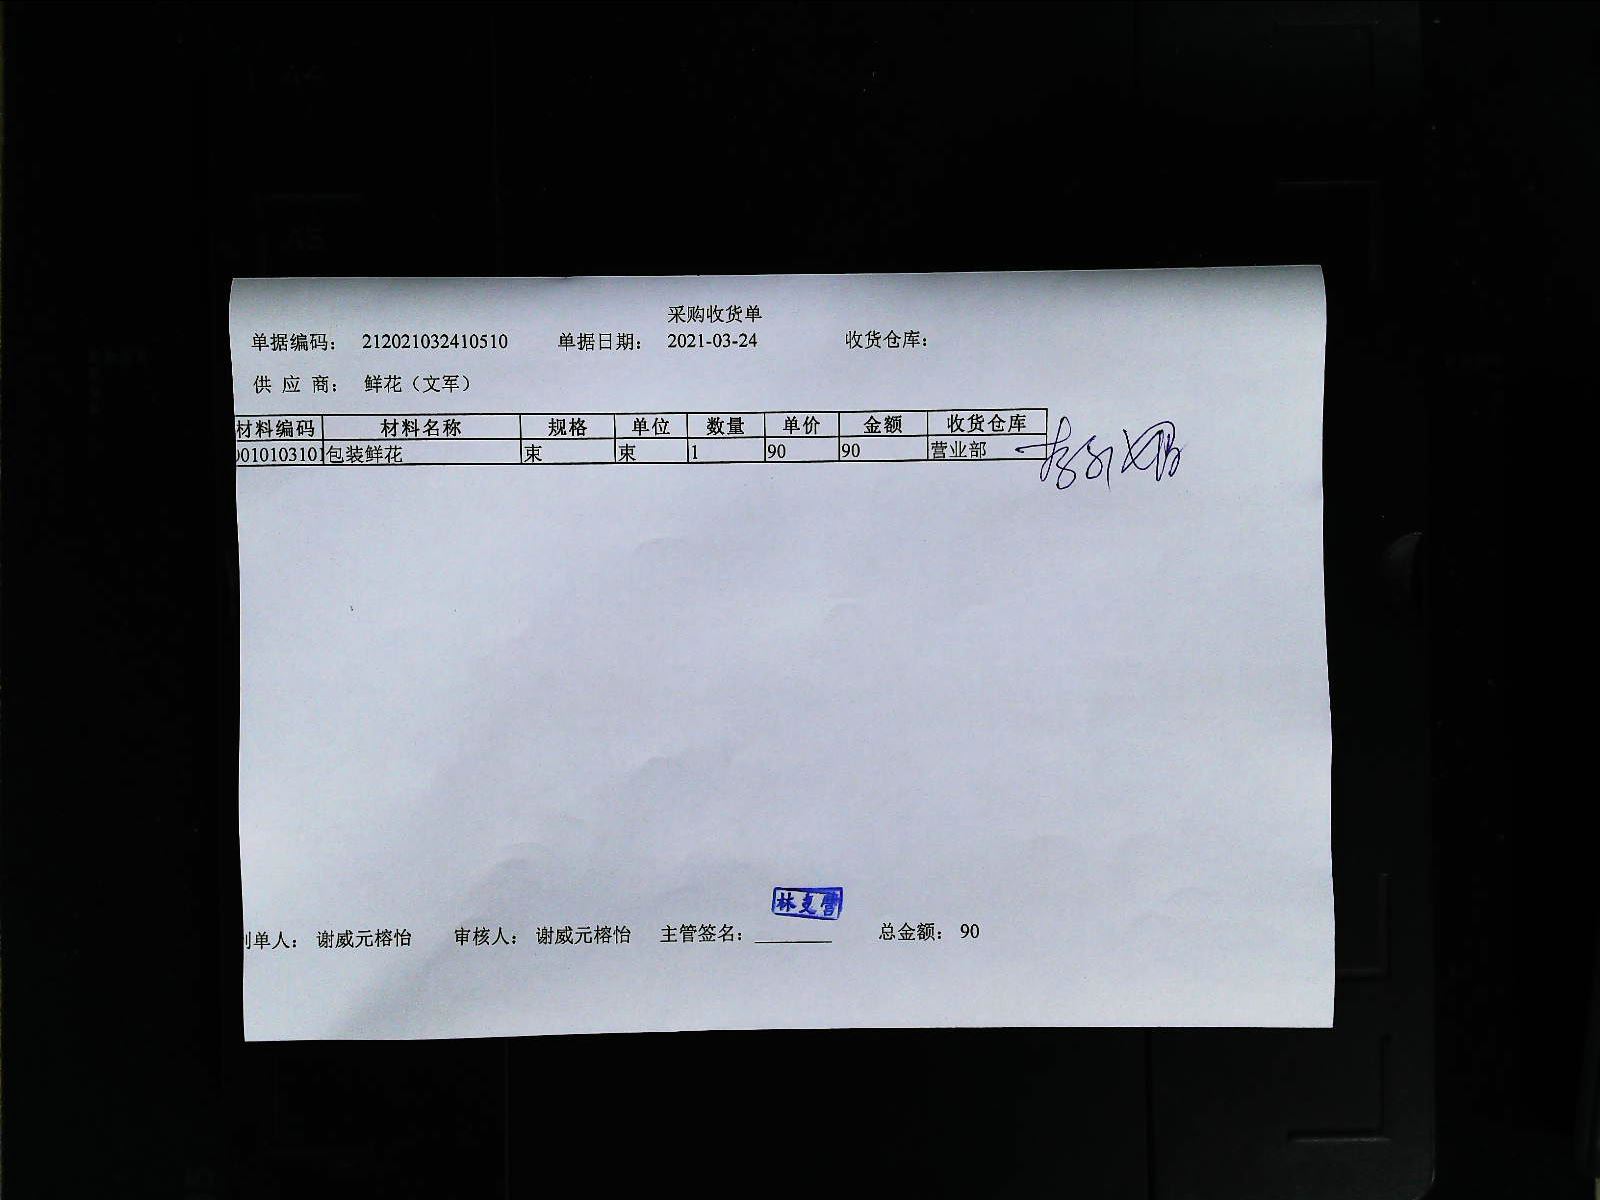 采购收货单
单据编码： 212021032410510 单据日期： 2021-03-24 收货仓库：
供 应 商： 鲜花（文军）
材料编码 材料名称 规格 单位 数量 单价 金额 收货仓库
0010103101 包装鲜花 束 束 1 90 90 营业部
制单人： 谢威元榕怡 审核人： 谢威元榕怡 主管签名： ________ 总金额： 90